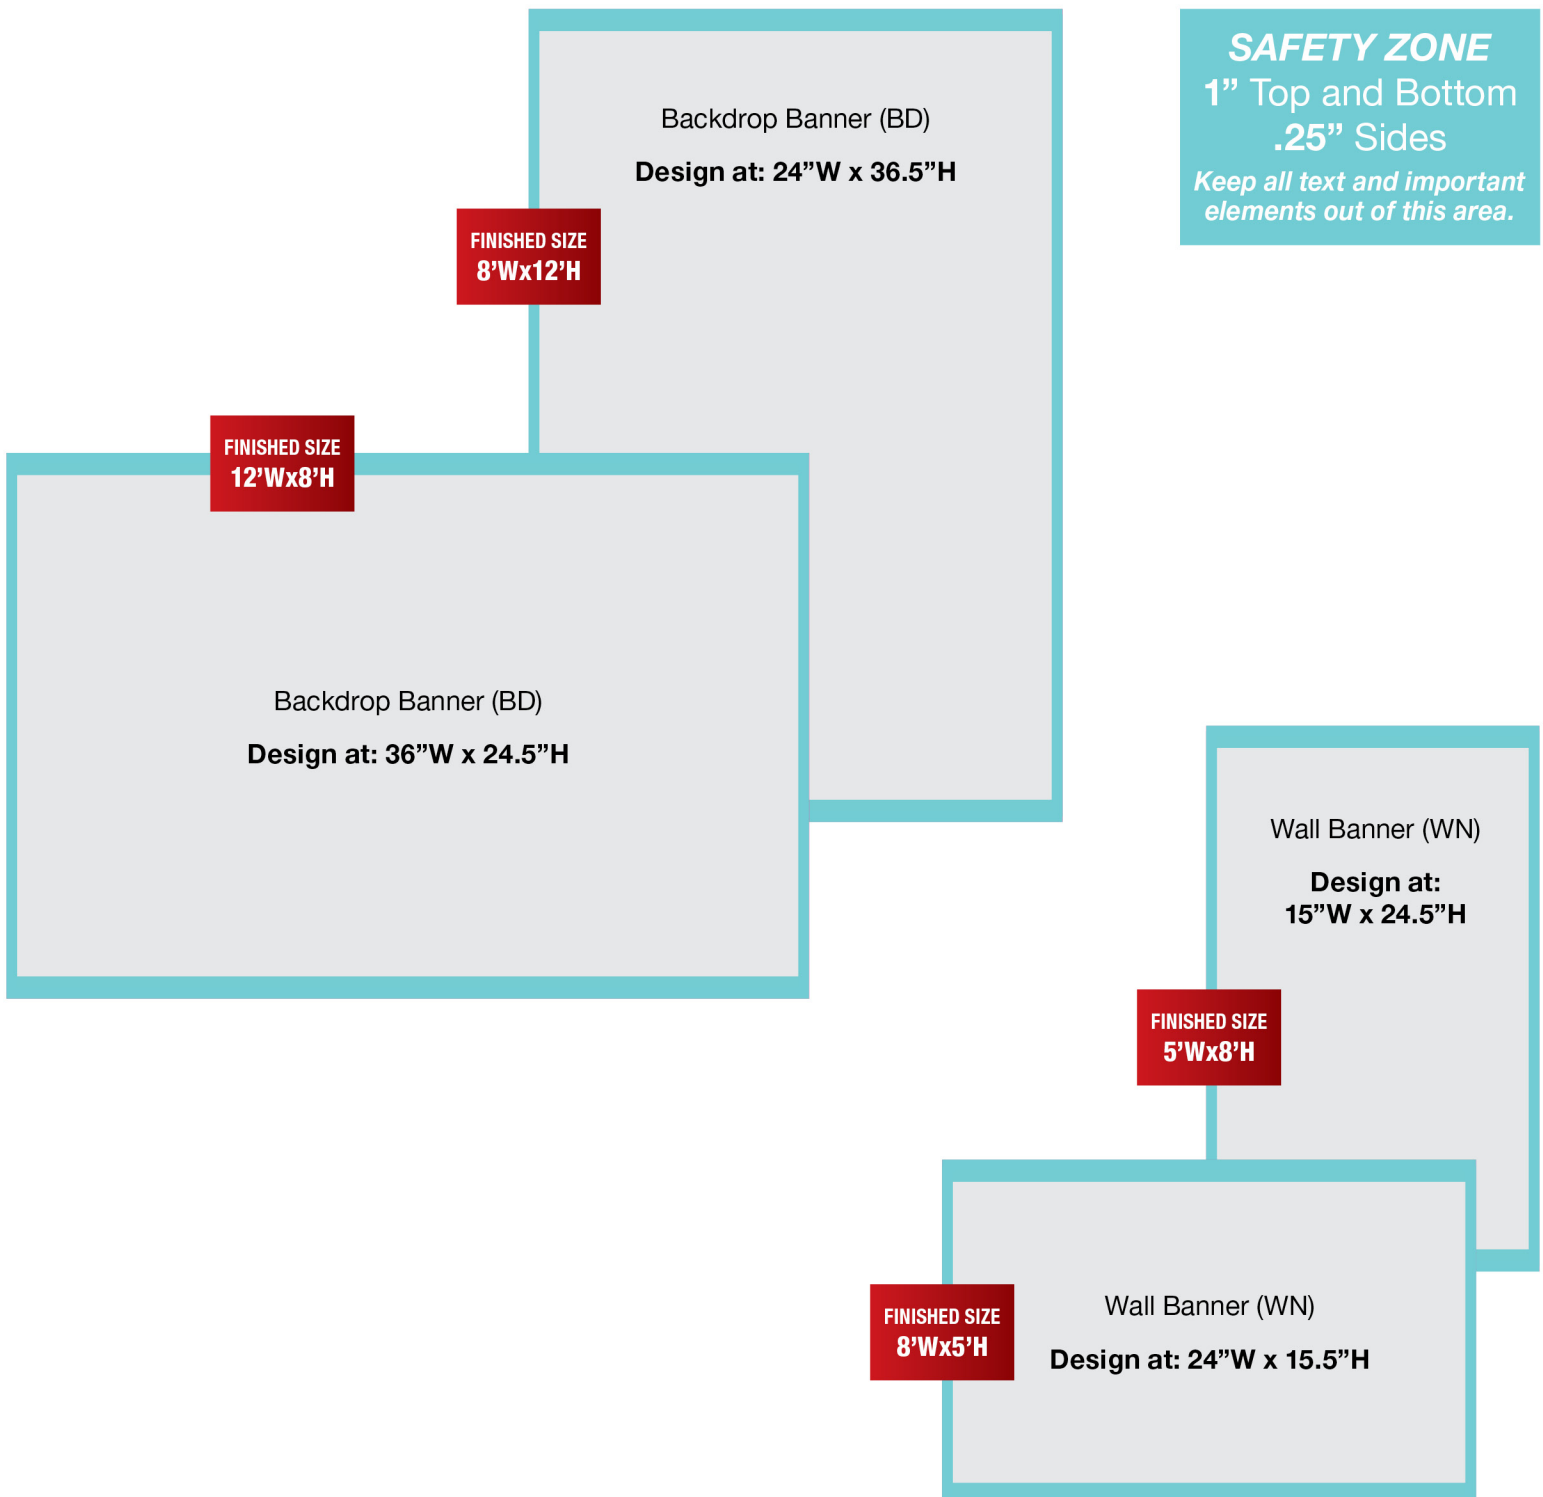 SAFETY ZONE
1” Top and Bottom
.25” Sides
Keep all text and important
elements out of this area.
Backdrop Banner (BD)
Design at: 24”W x 36.5”H
FINISHED SIZE
8’Wx12’H
FINISHED SIZE
12’Wx8’H
Backdrop Banner (BD)
Design at: 36”W x 24.5”H
Wall Banner (WN)
Design at:
15”W x 24.5”H
FINISHED SIZE
5’Wx8’H
FINISHED SIZE
8’Wx5’H
Wall Banner (WN)
Design at: 24”W x 15.5”H